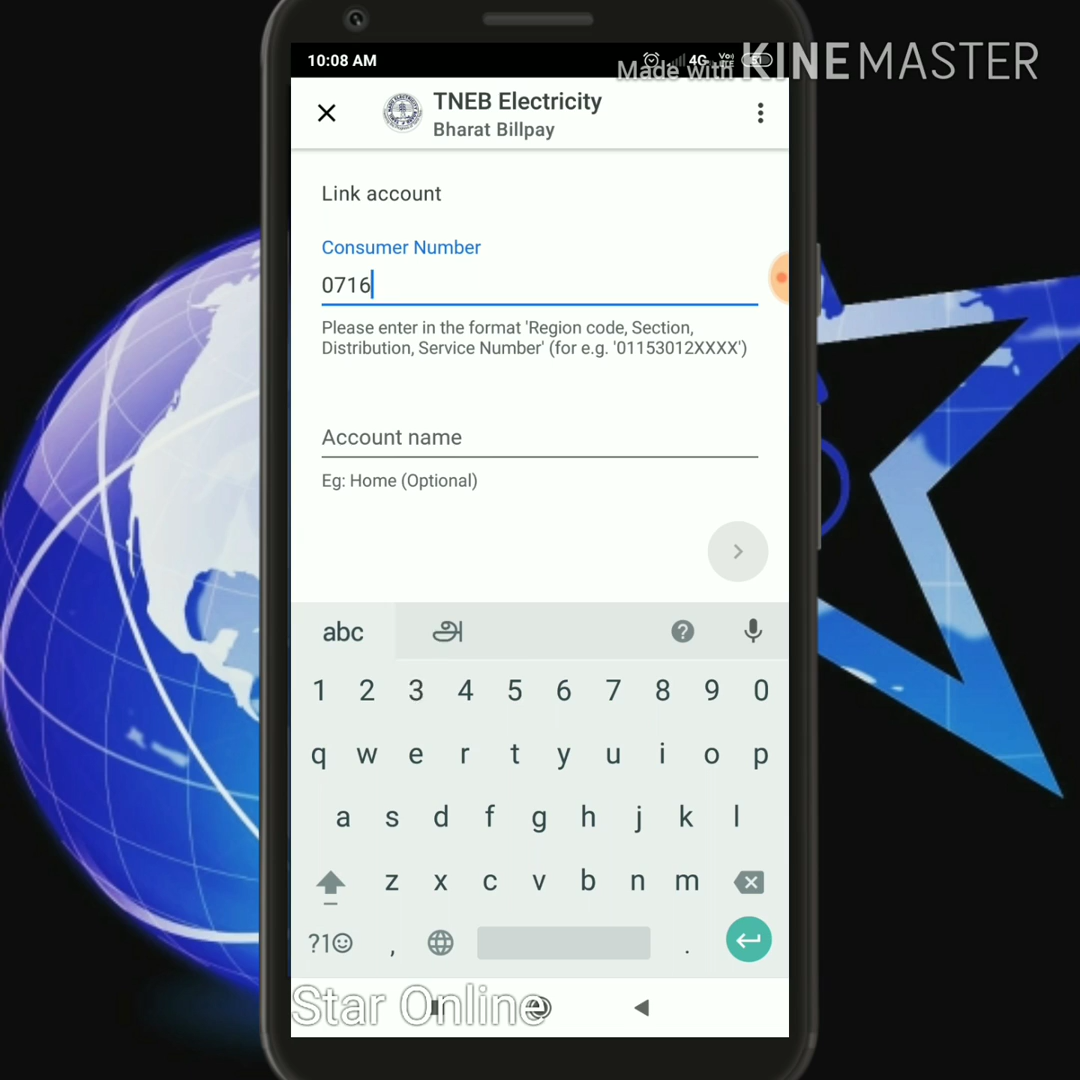 10:08 AM
4G
Made with KINEMASTER
TNEB Electricity
Bharat Billpay
Link account
Consumer Number
0716
Please enter in the format 'Region code, Section,
Distribution, Service Number' (for e.g. '01153012XXXX')
Account name
Eg: Home (Optional)
abc அ
1 2 3 4 5 6 7 8 9 0
q w e r t y u i o p
a s d f g h j k l
z x c v b n m
?1☺ , .
Star Online